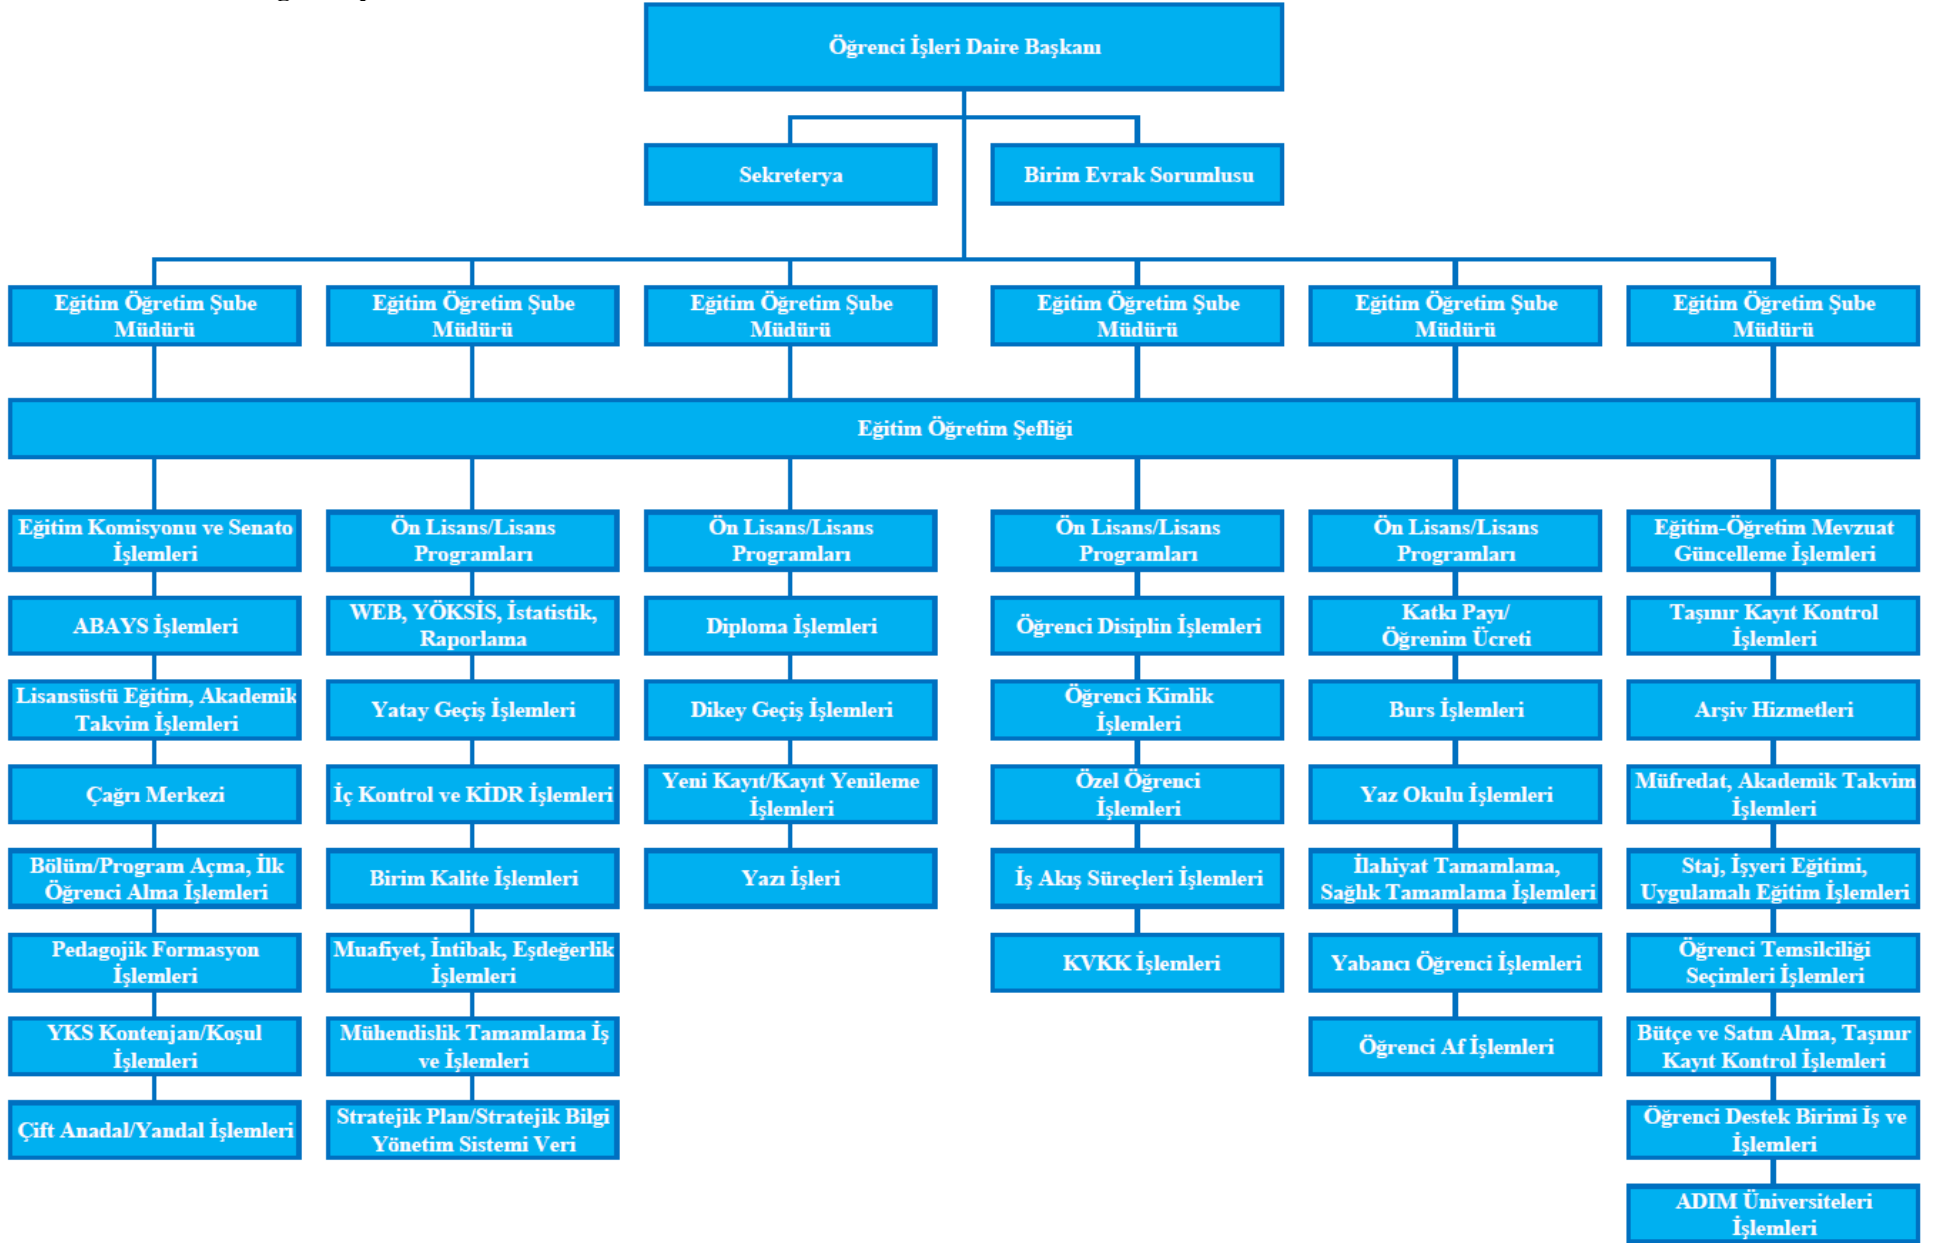 Öğrenci İşleri Daire Başkanı
Sekreterya
Birim Evrak Sorumlusu
Eğitim Öğretim Şube
Müdürü
Eğitim Öğretim Şube
Müdürü
Eğitim Öğretim Şube
Müdürü
Eğitim Öğretim Şube
Müdürü
Eğitim Öğretim Şube
Müdürü
Eğitim Öğretim Şube
Müdürü
Eğitim Öğretim Şefliği
Eğitim Komisyonu ve Senato
İşlemleri
Ön Lisans/Lisans
Programları
Ön Lisans/Lisans
Programları
Ön Lisans/Lisans
Programları
Ön Lisans/Lisans
Programları
Eğitim-Öğretim Mevzuat
Güncelleme İşlemleri
ABAYS İşlemleri
WEB, YÖKSİS, İstatistik,
Raporlama
Diploma İşlemleri
Öğrenci Disiplin İşlemleri
Katkı Payı/
Öğrenim Ücreti
Taşınır Kayıt Kontrol
İşlemleri
Lisansüstü Eğitim, Akademik
Takvim İşlemleri
Yatay Geçiş İşlemleri
Dikey Geçiş İşlemleri
Öğrenci Kimlik
İşlemleri
Burs İşlemleri
Arşiv Hizmetleri
Çağrı Merkezi
İç Kontrol ve KİDR İşlemleri
Yeni Kayıt/Kayıt Yenileme
İşlemleri
Özel Öğrenci
İşlemleri
Yaz Okulu İşlemleri
Müfredat, Akademik Takvim
İşlemleri
Bölüm/Program Açma, İlk
Öğrenci Alma İşlemleri
Birim Kalite İşlemleri
Yazı İşleri
İş Akış Süreçleri İşlemleri
İlahiyat Tamamlama,
Sağlık Tamamlama İşlemleri
Staj, İşyeri Eğitimi,
Uygulamalı Eğitim İşlemleri
Pedagojik Formasyon
İşlemleri
Muafiyet, İntibak, Eşdeğerlik
İşlemleri
KVKK İşlemleri
Yabancı Öğrenci İşlemleri
Öğrenci Temsilciliği
Seçimleri İşlemleri
YKS Kontenjan/Koşul
İşlemleri
Mühendislik Tamamlama İş
ve İşlemleri
Öğrenci Af İşlemleri
Bütçe ve Satın Alma, Taşınır
Kayıt Kontrol İşlemleri
Çift Anadal/Yandal İşlemleri
Stratejik Plan/Stratejik Bilgi
Yönetim Sistemi Veri
Öğrenci Destek Birimi İş ve
İşlemleri
ADIM Üniversiteleri
İşlemleri